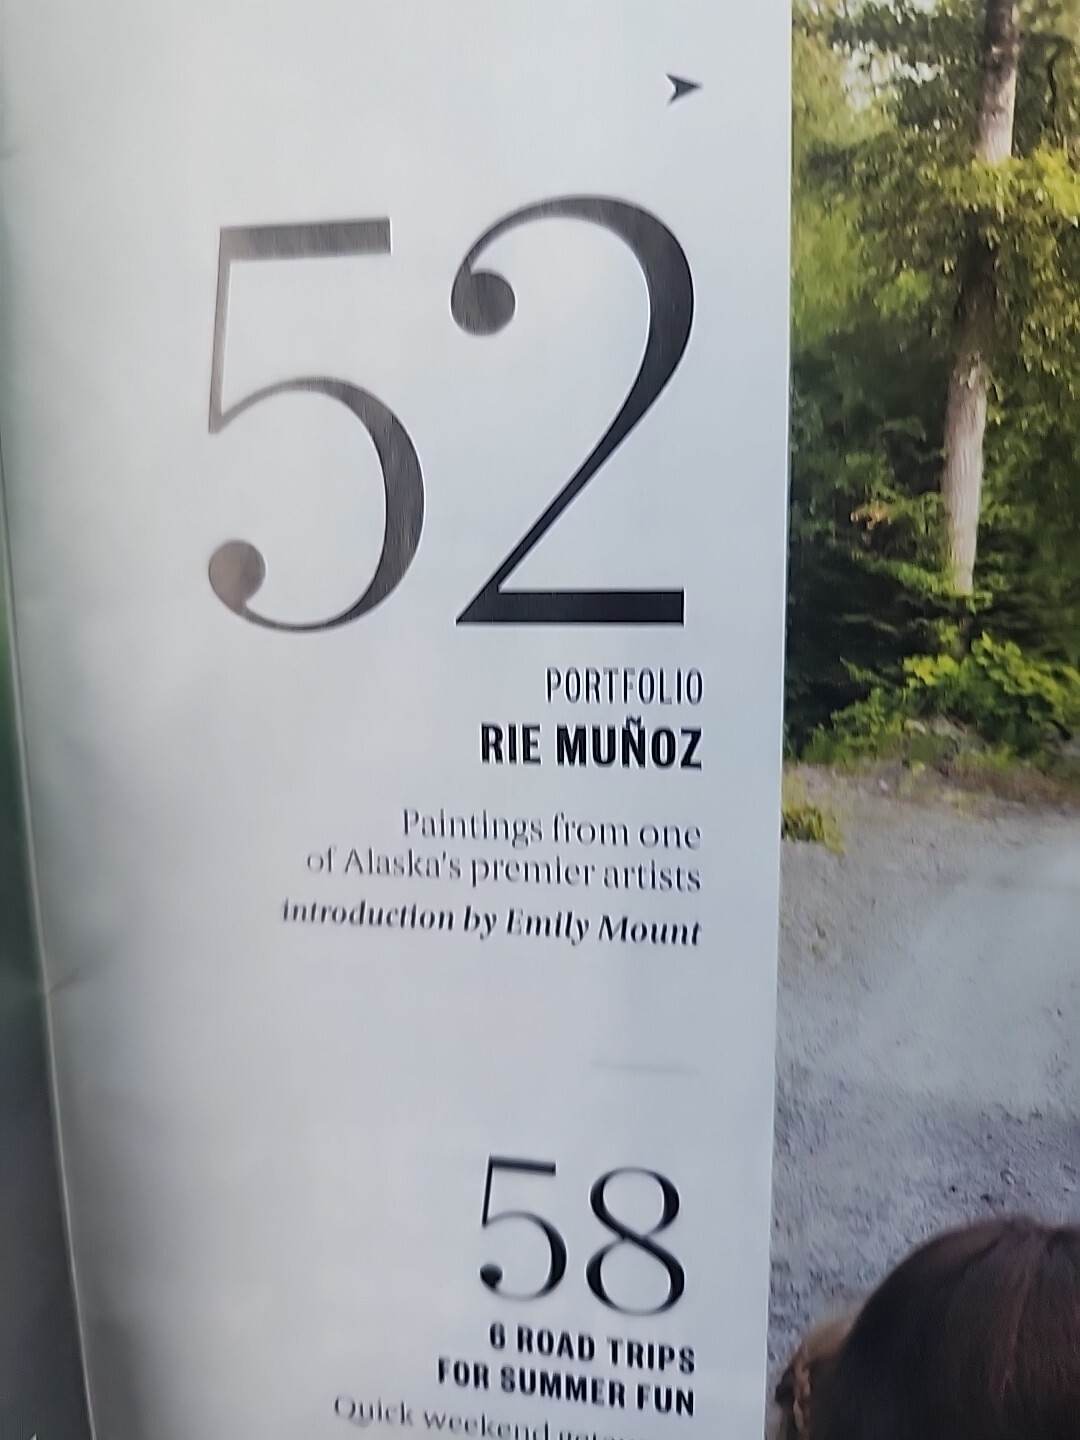 52
PORTFOLIO
RIE MUÑOZ
Paintings from one
of Alaska's premier artists
introduction by Emily Mount
58
6 ROAD TRIPS
FOR SUMMER FUN
Quick weekend